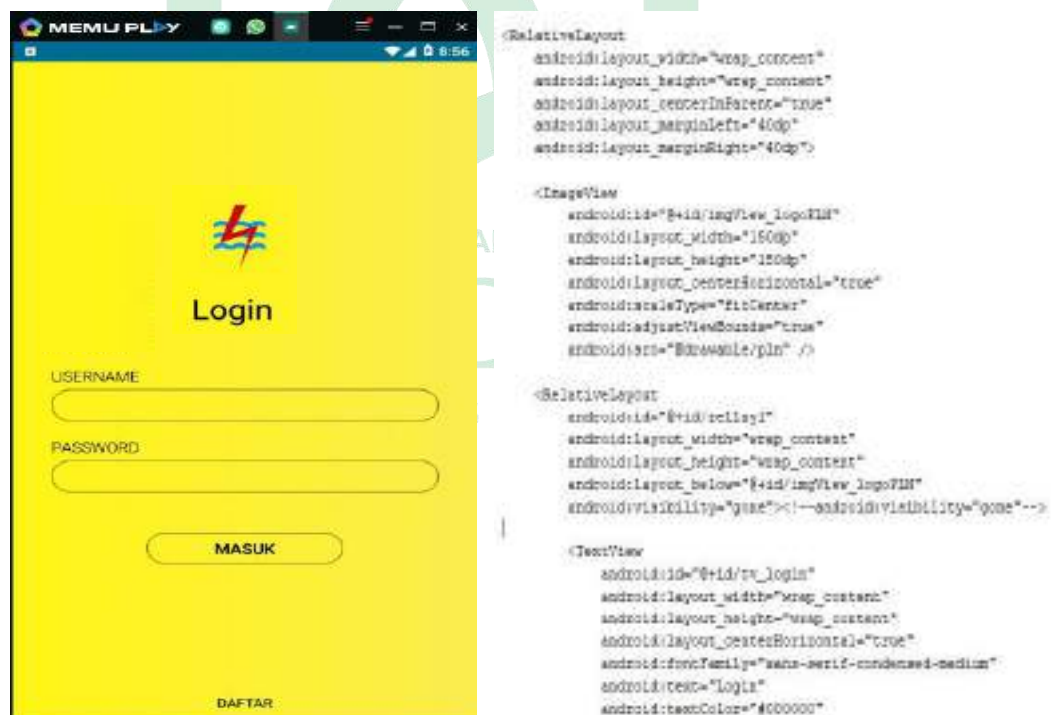 MEMU PLAY
8:56
Login
USERNAME
PASSWORD
MASUK
DAFTAR
<RelativeLayout
android:layout_width="wrap_content"
android:layout_height="wrap_content"
android:layout_centerInParent="true"
android:layout_marginLeft="40dp"
android:layout_marginRight="40dp">
<ImageView
android:id="@+id/imgView_logoPLN"
android:layout_width="150dp"
android:layout_height="150dp"
android:layout_centerHorizontal="true"
android:scaleType="fitCenter"
android:adjustViewBounds="true"
android:src="@drawable/pln" />
<RelativeLayout
android:id="@+id/rellay1"
android:layout_width="wrap_content"
android:layout_height="wrap_content"
android:layout_below="@+id/imgView_logoPLN"
android:visibility="gone"><!--android:visibility="gone"-->
<TextView
android:id="@+id/tv_login"
android:layout_width="wrap_content"
android:layout_height="wrap_content"
android:layout_centerHorizontal="true"
android:fontFamily="sans-serif-condensed-medium"
android:text="Login"
android:textColor="#000000"